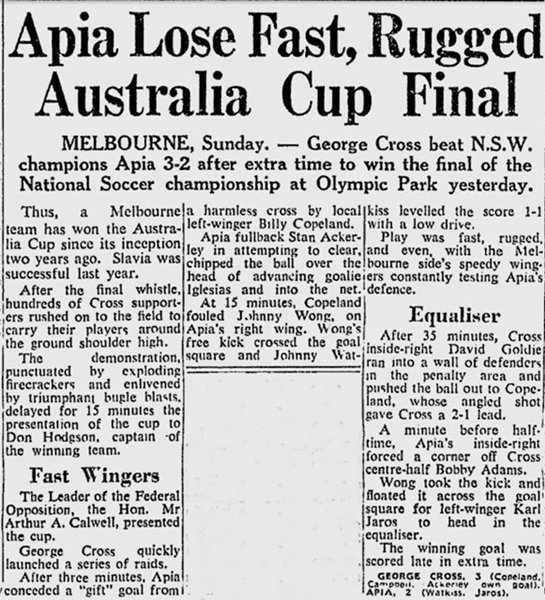 Apia Lose Fast, Rugged
Australia Cup Final
MELBOURNE, Sunday. — George Cross beat N.S.W.
champions Apia 3-2 after extra time to win the final of the
National Soccer championship at Olympic Park yesterday.
Thus, a Melbourne
team has won the Austra-
lia Cup since its inception
two years ago. Slavia was
successful last year.
After the final whistle,
hundreds of Cross support-
ers rushed on to the field to
carry their players around
the ground shoulder high.
The demonstration,
punctuated by exploding
firecrackers and enlivened
by triumphant bugle blasts,
delayed for 15 minutes the
presentation of the cup to
Don Hodgson, captain of
the winning team.
Fast Wingers
The Leader of the Federal
Opposition, the Hon. Mr
Arthur A. Calwell, presented
the cup.
George Cross quickly
launched a series of raids.
After three minutes, Apia
conceded a "gift" goal from
a harmless cross by local
left-winger Billy Copeland.
Apia fullback Stan Acker-
ley in attempting to clear,
chipped the ball over the
head of advancing goalie
Iglesias and into the net.
At 15 minutes, Copeland
fouled Johnny Wong, on
Apia's right wing. Wong's
free kick crossed the goal
square and Johnny Wat-
kiss levelled the score 1-1
with a low drive.
Play was fast, rugged,
and even, with the Mel-
bourne side's speedy wing-
ers constantly testing Apia's
defence.
Equaliser
After 35 minutes, Cross
inside-right David Goldie
ran into a wall of defenders
in the penalty area and
pushed the ball out to Cope-
land, whose angled shot
gave Cross a 2-1 lead.
A minute before half-
time, Apia's inside-right
forced a corner off Cross
centre-half Bobby Adams.
Wong took the kick and
floated it across the goal
square for left-winger Karl
Jaros to head in the
equaliser.
The winning goal was
scored late in extra time.
GEORGE CROSS, 3 (Copeland,
Campbell, Ackerley own goal),
APIA, 2 (Watkiss, Jaros).